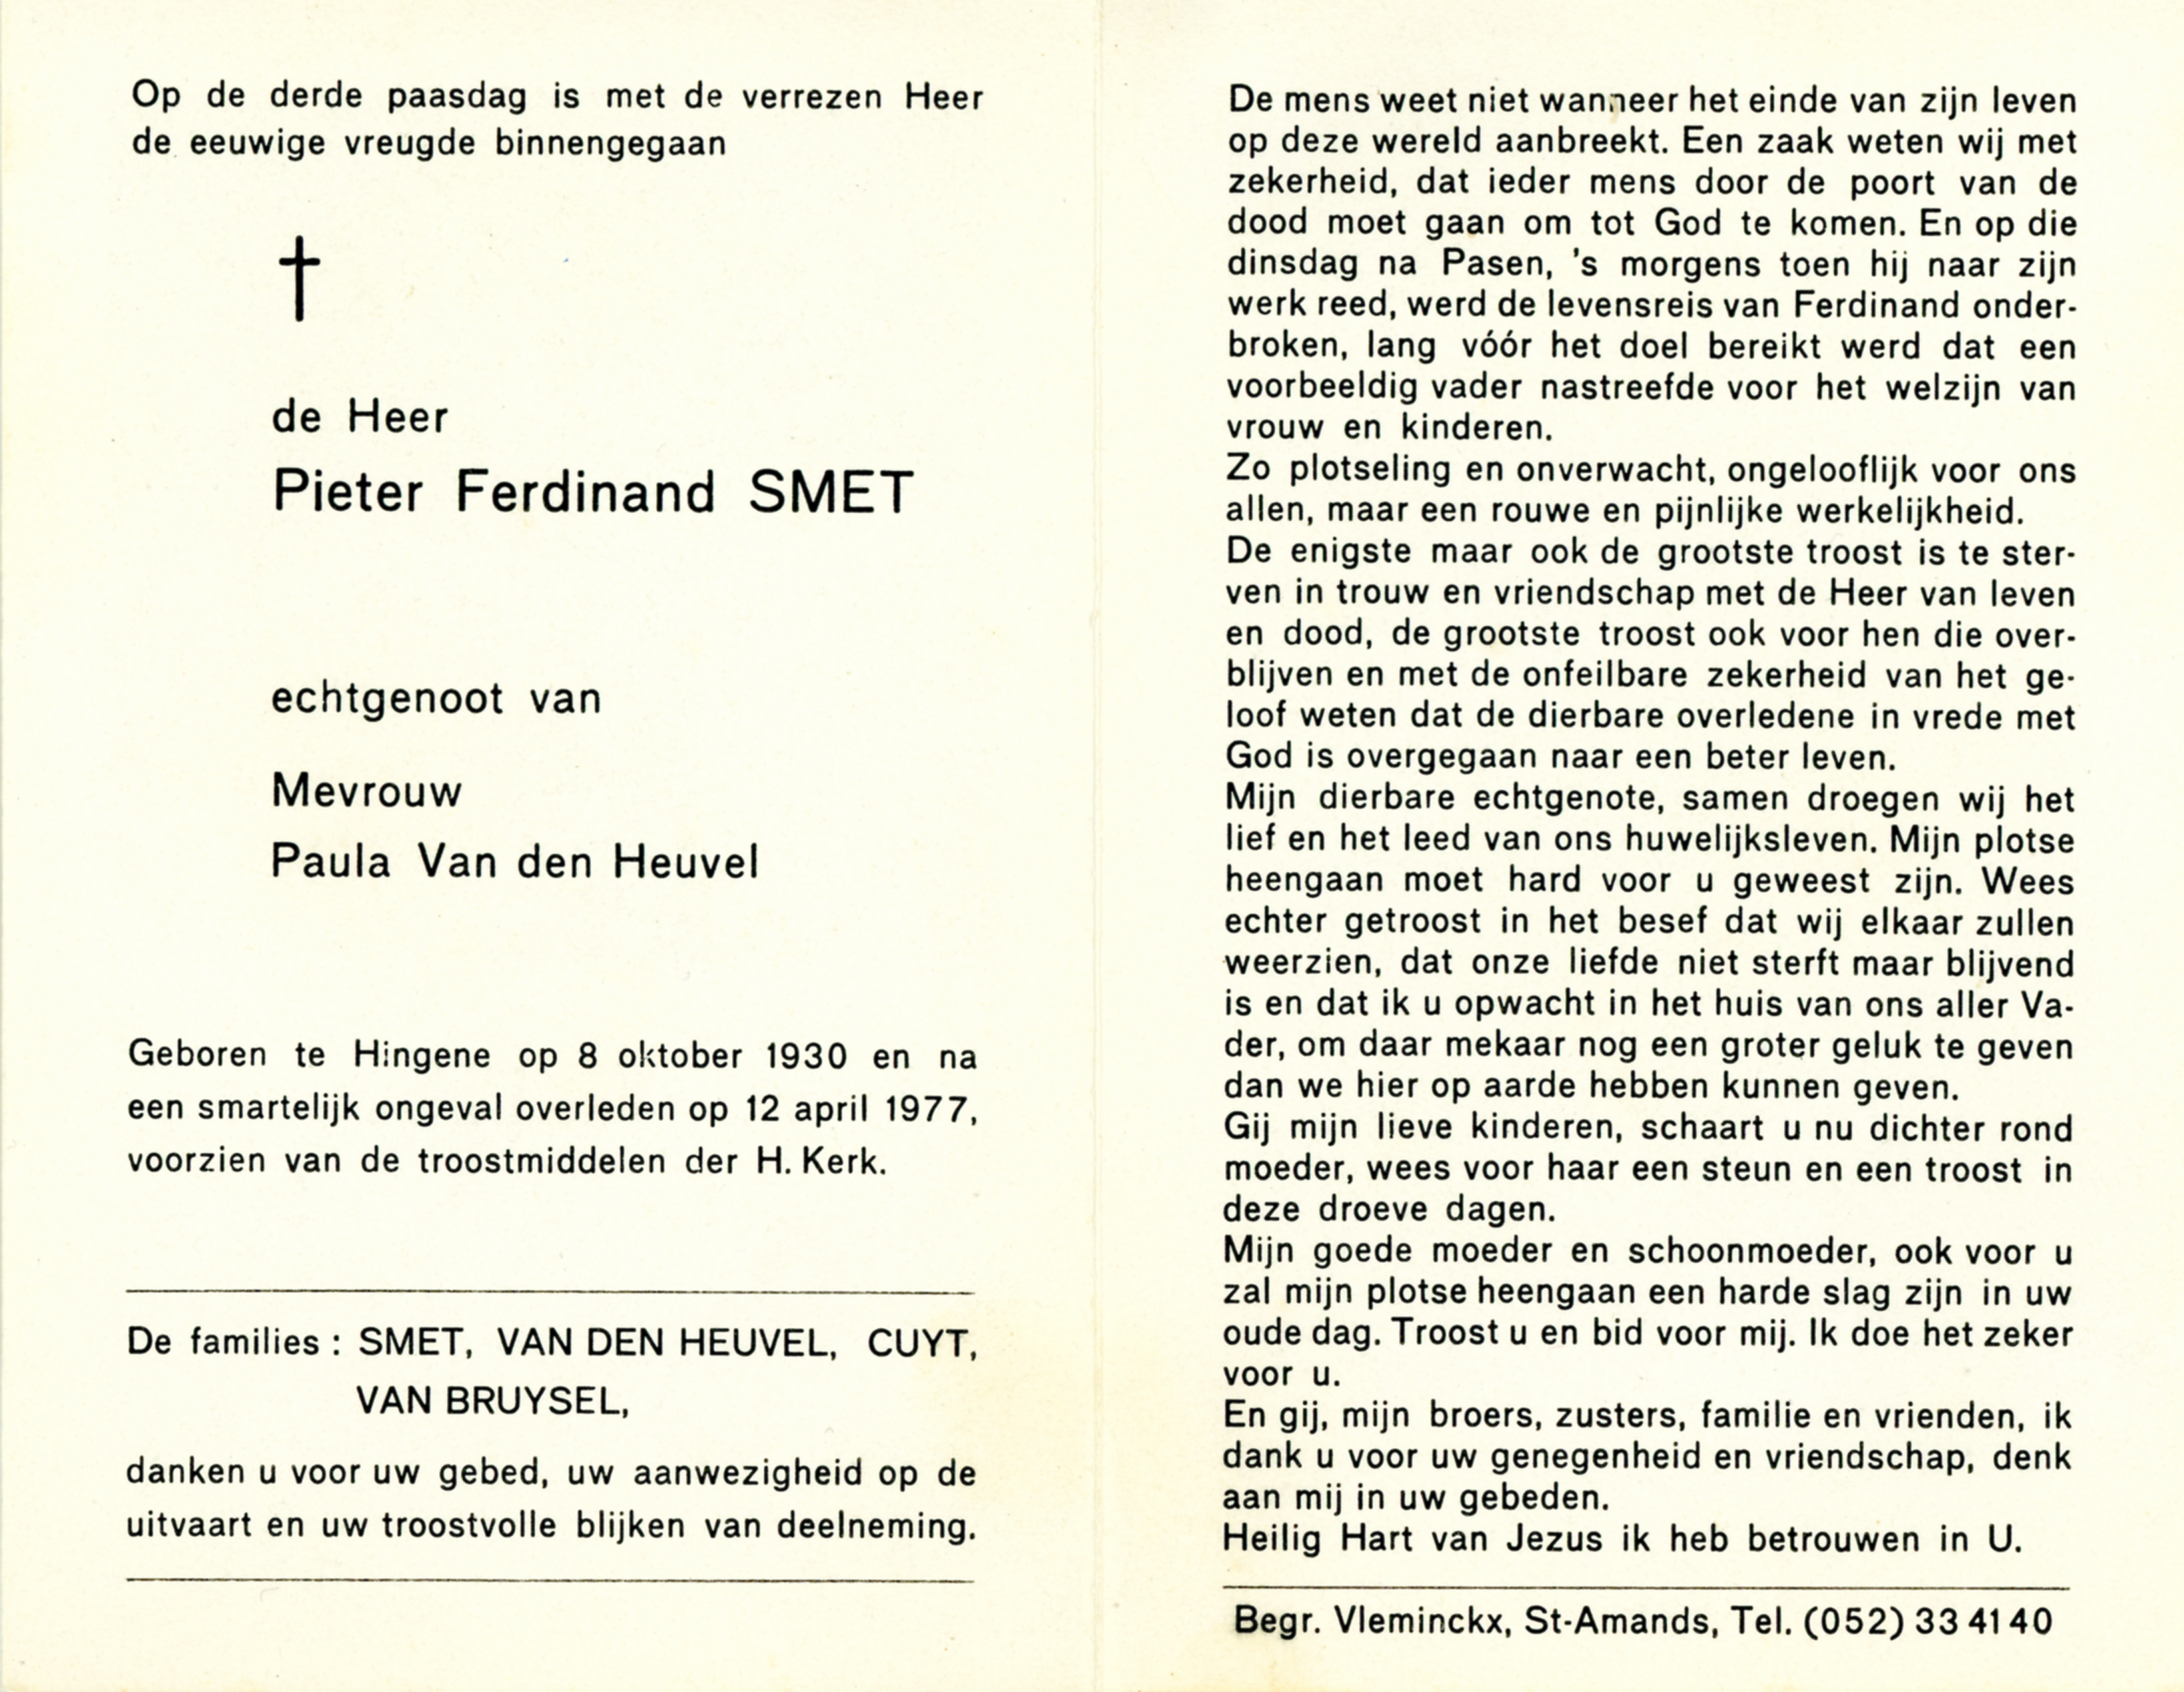 Op de derde paasdag is met de verrezen Heer
de eeuwige vreugde binnengegaan
de Heer
Pieter Ferdinand SMET
echtgenoot van
Mevrouw
Paula Van den Heuvel
Geboren te Hingene op 8 oktober 1930 en na
een smartelijk ongeval overleden op 12 april 1977,
voorzien van de troostmiddelen der H. Kerk.
De families : SMET, VAN DEN HEUVEL, CUYT,
VAN BRUYSEL,
danken u voor uw gebed, uw aanwezigheid op de
uitvaart en uw troostvolle blijken van deelneming.
De mens weet niet wanneer het einde van zijn leven
op deze wereld aanbreekt. Een zaak weten wij met
zekerheid, dat ieder mens door de poort van de
dood moet gaan om tot God te komen. En op die
dinsdag na Pasen, 's morgens toen hij naar zijn
werk reed, werd de levensreis van Ferdinand onder-
broken, lang vóór het doel bereikt werd dat een
voorbeeldig vader nastreefde voor het welzijn van
vrouw en kinderen.
Zo plotseling en onverwacht, ongelooflijk voor ons
allen, maar een rouwe en pijnlijke werkelijkheid.
De enigste maar ook de grootste troost is te ster-
ven in trouw en vriendschap met de Heer van leven
en dood, de grootste troost ook voor hen die over-
blijven en met de onfeilbare zekerheid van het ge-
loof weten dat de dierbare overledene in vrede met
God is overgegaan naar een beter leven.
Mijn dierbare echtgenote, samen droegen wij het
lief en het leed van ons huwelijksleven. Mijn plotse
heengaan moet hard voor u geweest zijn. Wees
echter getroost in het besef dat wij elkaar zullen
weerzien, dat onze liefde niet sterft maar blijvend
is en dat ik u opwacht in het huis van ons aller Va-
der, om daar mekaar nog een groter geluk te geven
dan we hier op aarde hebben kunnen geven.
Gij mijn lieve kinderen, schaart u nu dichter rond
moeder, wees voor haar een steun en een troost in
deze droeve dagen.
Mijn goede moeder en schoonmoeder, ook voor u
zal mijn plotse heengaan een harde slag zijn in uw
oude dag. Troost u en bid voor mij. Ik doe het zeker
voor u.
En gij, mijn broers, zusters, familie en vrienden, ik
dank u voor uw genegenheid en vriendschap, denk
aan mij in uw gebeden.
Heilig Hart van Jezus ik heb betrouwen in U.
Begr. Vleminckx, St-Amands, Tel. (052) 33 41 40